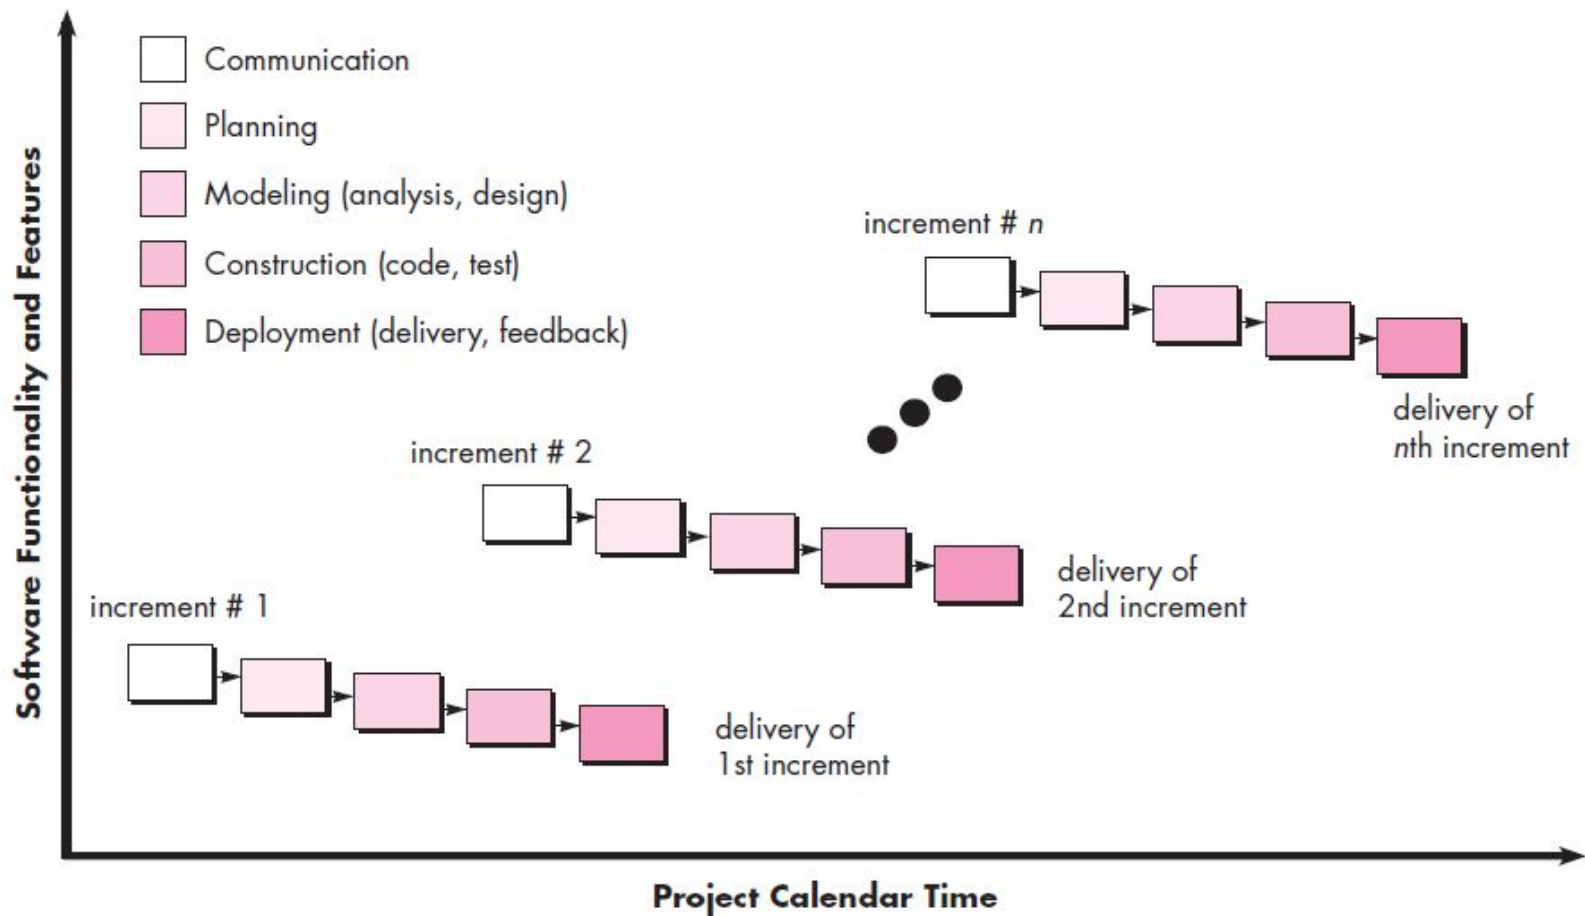 Communication
Planning
Modeling (analysis, design)
Construction (code, test)
Deployment (delivery, feedback)
Software Functionality and Features
increment # n
delivery of
nth increment
increment # 2
delivery of
2nd increment
increment # 1
delivery of
1st increment
Project Calendar Time